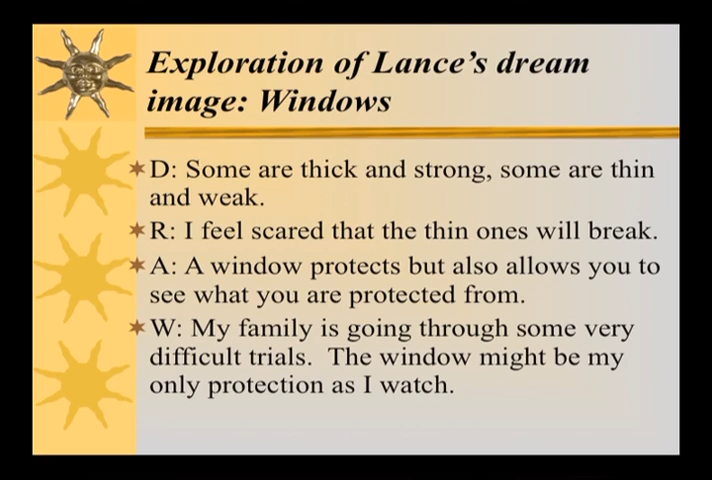 Exploration of Lance's dream
image: Windows
D: Some are thick and strong, some are thin
and weak.
R: I feel scared that the thin ones will break.
A: A window protects but also allows you to
see what you are protected from.
W: My family is going through some very
difficult trials.  The window might be my
only protection as I watch.